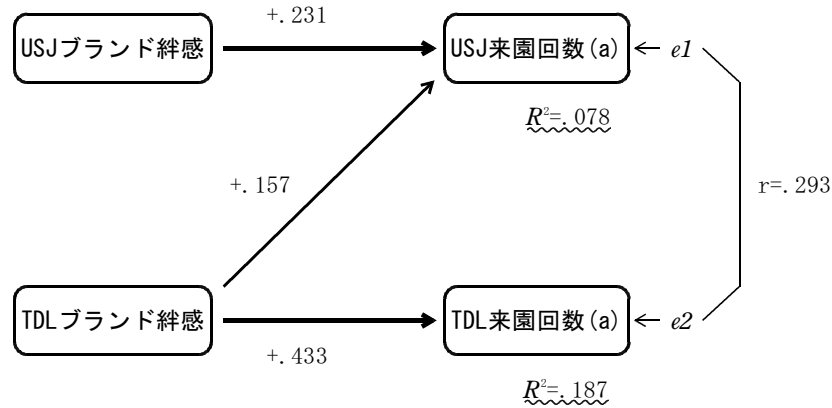 +.231
USJブランド絆感
USJ来園回数(a)
e1
R²=.078
+.157
r=.293
TDLブランド絆感
TDL来園回数(a)
e2
+.433
R²=.187